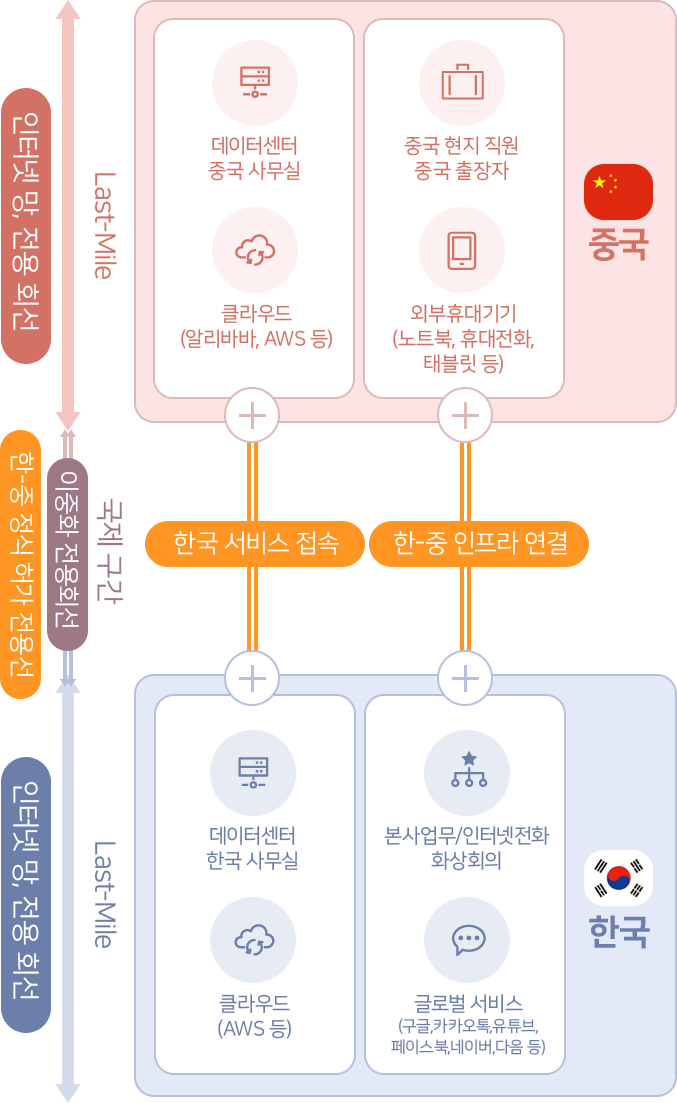 데이터센터
중국 사무실
중국 현지 직원
중국 출장자
클라우드
(알리바바, AWS 등)
외부휴대기기
(노트북, 휴대전화,
태블릿 등)
중국
인터넷 망, 전용 회선
Last-Mile
한-중 정식 허가 전용선
이중화 전용회선
국제 구간
한국 서비스 접속
한-중 인프라 연결
데이터센터
한국 사무실
본사업무/인터넷전화
화상회의
클라우드
(AWS 등)
글로벌 서비스
(구글,카카오톡,유튜브,
페이스북,네이버,다음 등)
한국
인터넷 망, 전용 회선
Last-Mile